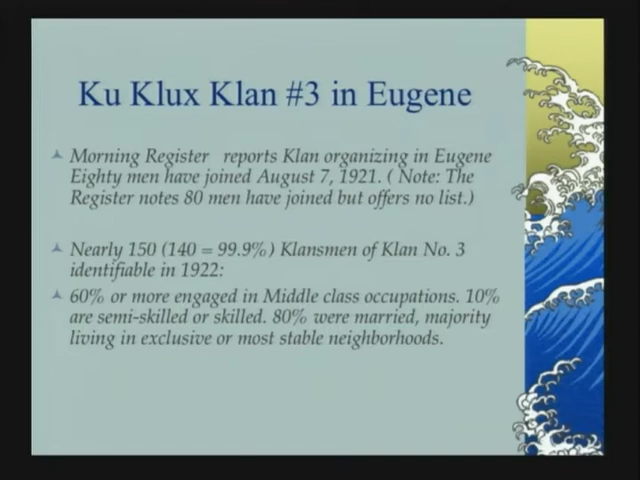 Ku Klux Klan #3 in Eugene
Morning Register reports Klan organizing in Eugene
Eighty men have joined August 7, 1921. ( Note: The
Register notes 80 men have joined but offers no list.)
Nearly 150 (140 = 99.9%) Klansmen of Klan No. 3
identifiable in 1922:
60% or more engaged in Middle class occupations. 10%
are semi-skilled or skilled. 80% were married, majority
living in exclusive or most stable neighborhoods.